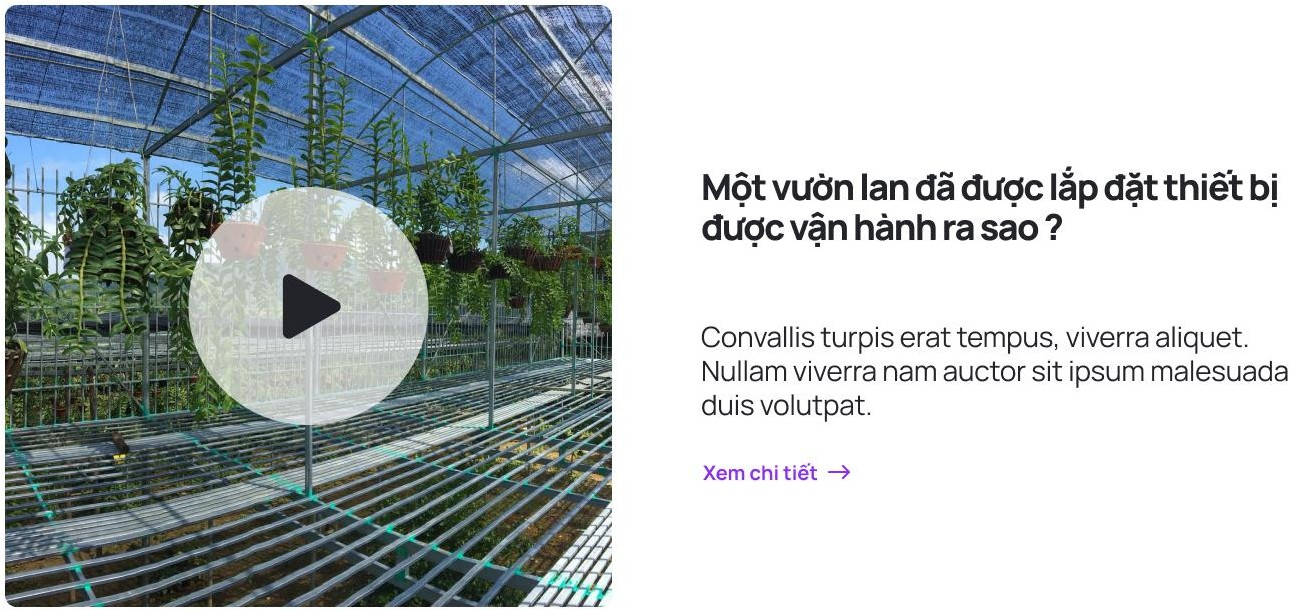 Một vườn lan đã được lắp đặt thiết bị
được vận hành ra sao ?
Convallis turpis erat tempus, viverra aliquet.
Nullam viverra nam auctor sit ipsum malesuada
duis volutpat.
Xem chi tiết →